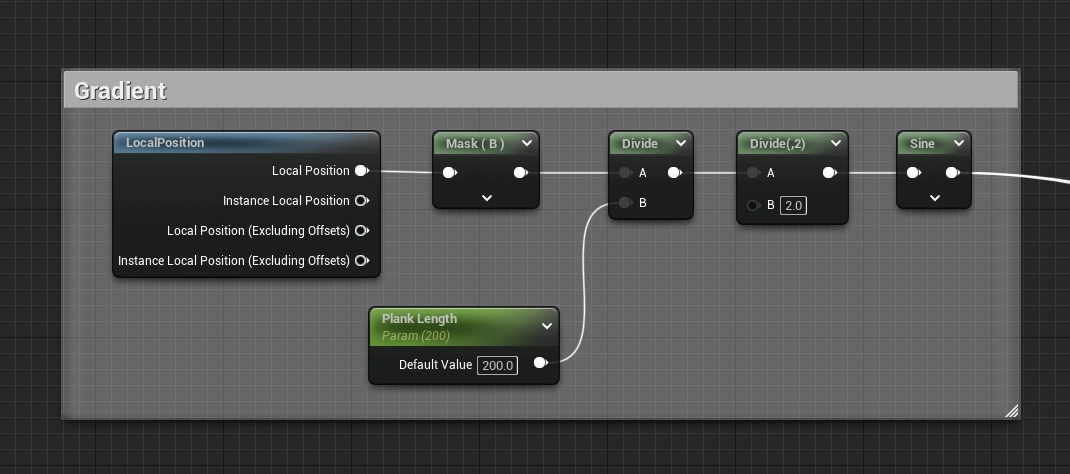 Gradient
LocalPosition
Local Position
Instance Local Position
Local Position (Excluding Offsets)
Instance Local Position (Excluding Offsets)
Mask ( B )
Divide
A
B
Divide(,2)
A
B 2.0
Sine
Plank Length
Param (200)
Default Value 200.0